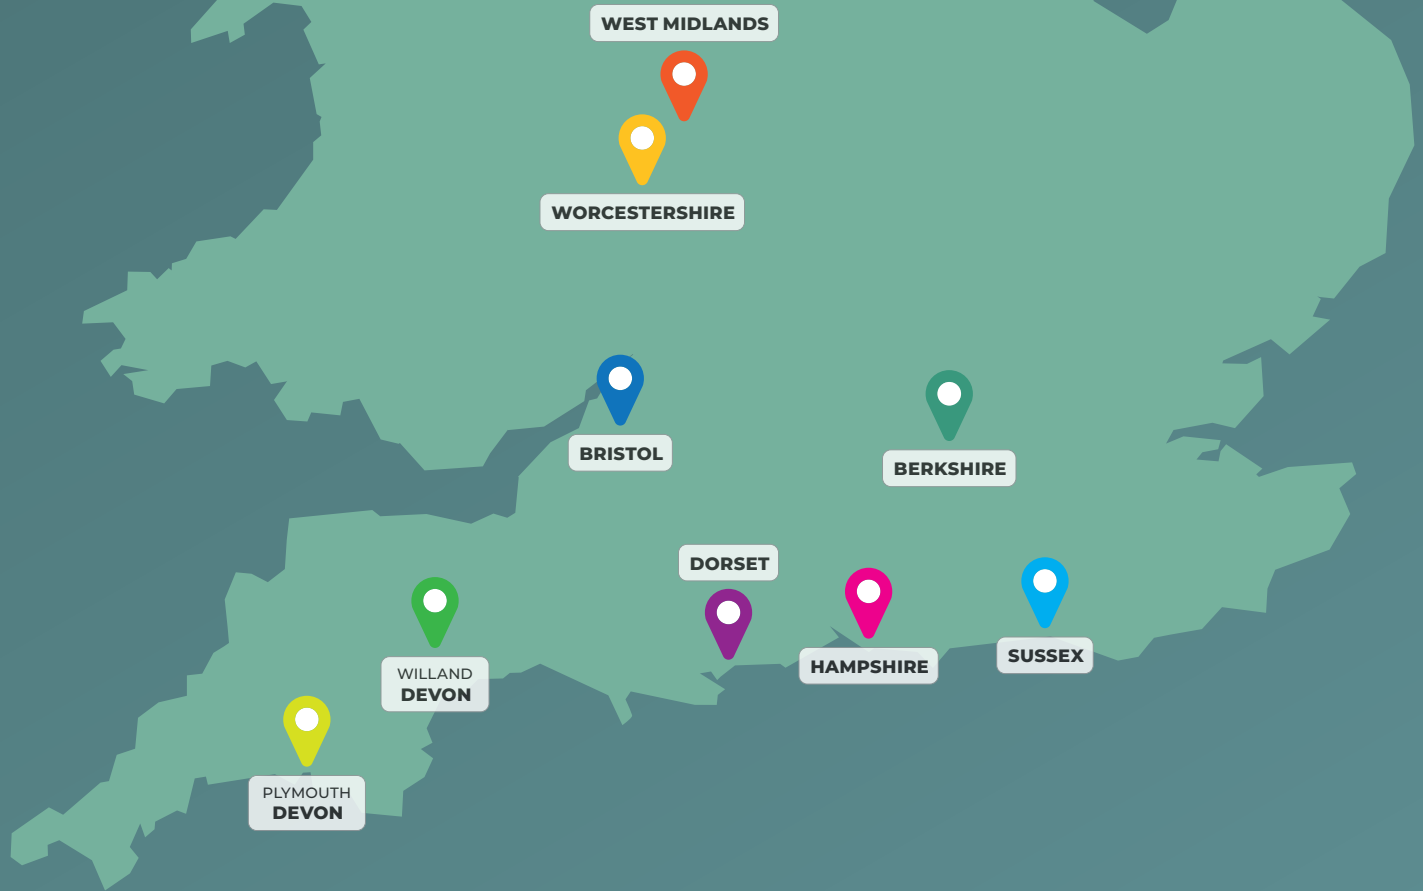 WEST MIDLANDS
WORCESTERSHIRE
BRISTOL
BERKSHIRE
DORSET
HAMPSHIRE
SUSSEX
WILLAND
DEVON
PLYMOUTH
DEVON